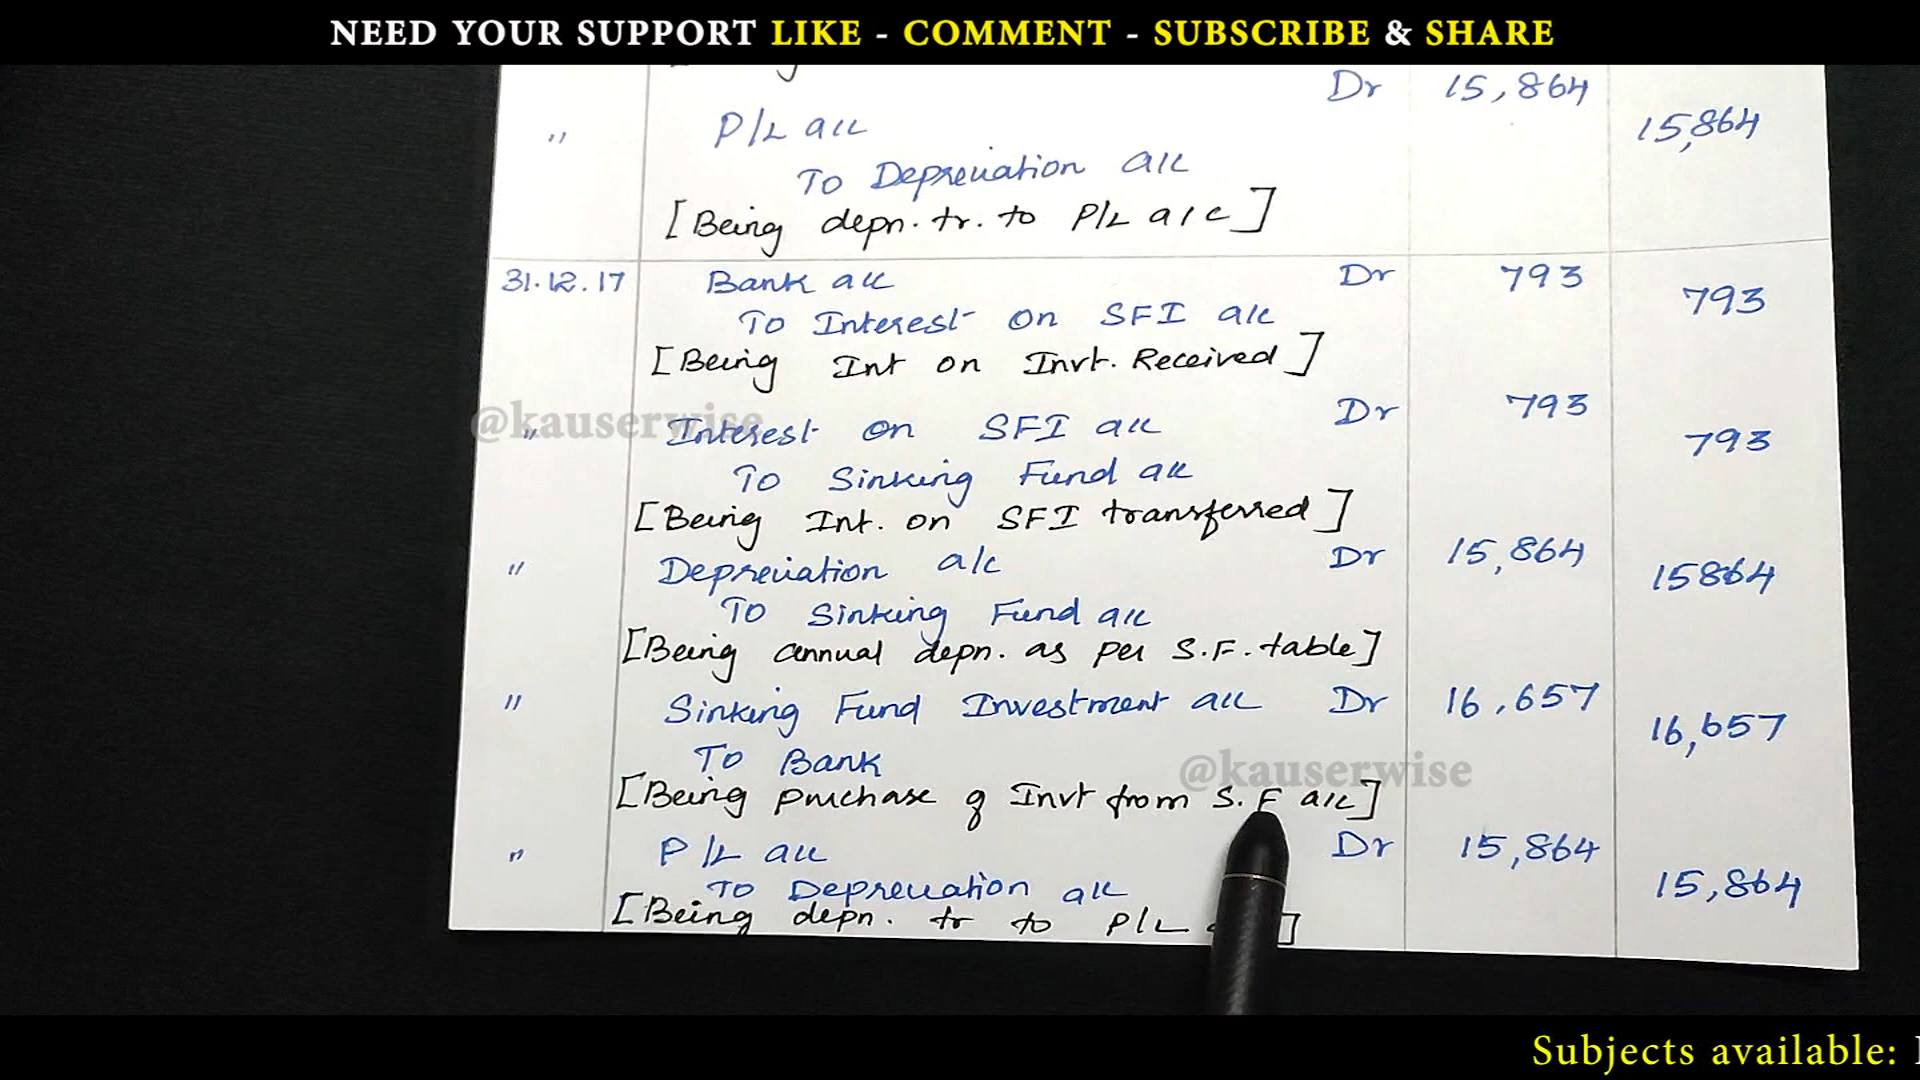 NEED YOUR SUPPORT LIKE - COMMENT - SUBSCRIBE & SHARE
Dr 15,864
" P/L a/c 15,864
To Depreciation a/c
[Being depn. tr. to P/L a/c]
31.12.17 Bank a/c Dr 793
To Interest on SFI a/c 793
[Being Int on Invt. Received]
@kauserwise
" Interest on SFI a/c Dr 793
To Sinking Fund a/c 793
[Being Int. on SFI transferred]
" Depreciation a/c Dr 15,864
To Sinking Fund a/c 15864
[Being annual depn. as per S.F. table]
" Sinking Fund Investment a/c Dr 16,657
To Bank 16,657
@kauserwise
[Being purchase of Invt from S.F a/c]
" P/L a/c Dr 15,864
To Depreciation a/c 15,864
[Being depn. tr to P/L ]
Subjects available: